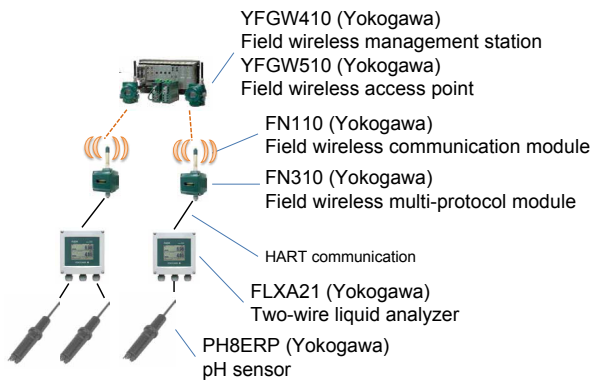 YFGW410 (Yokogawa)
Field wireless management station
YFGW510 (Yokogawa)
Field wireless access point
FN110 (Yokogawa)
Field wireless communication module
FN310 (Yokogawa)
Field wireless multi-protocol module
HART communication
FLXA21 (Yokogawa)
Two-wire liquid analyzer
PH8ERP (Yokogawa)
pH sensor